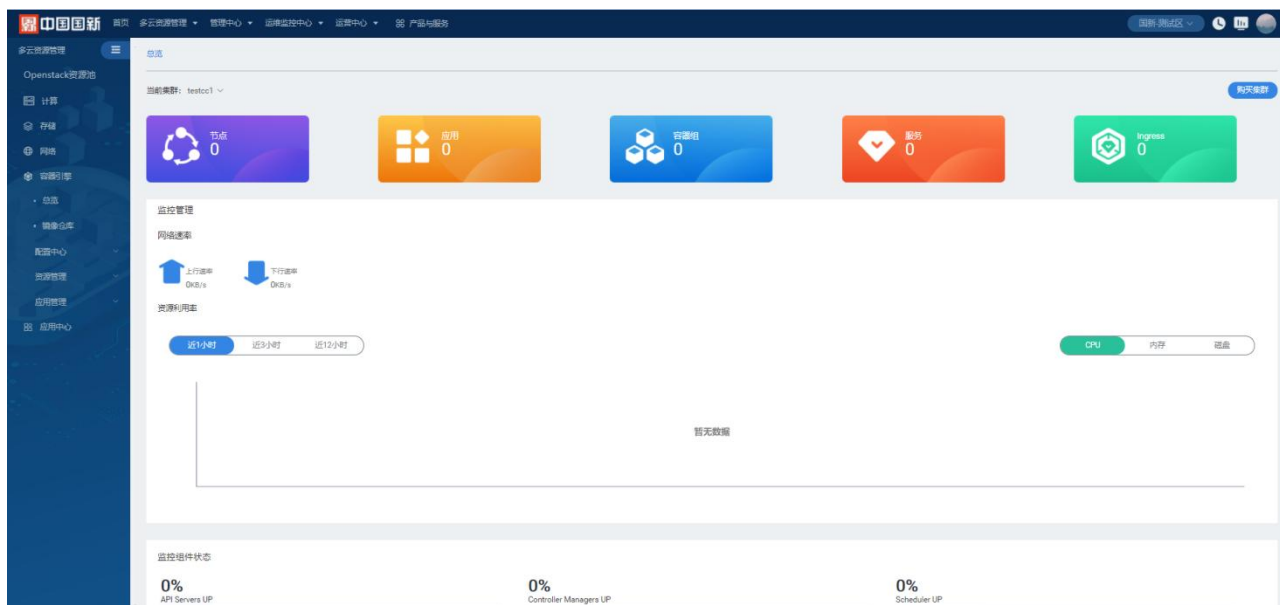 中国国新 首页 多云资源管理 管理中心 运维监控中心 运营中心 产品与服务 国新-测试区
多云资源管理
总览
Openstack资源池
当前集群: testcc1
购买集群
计算
存储
网络
容器引擎
总览
镜像仓库
配置中心
资源管理
应用管理
应用中心
节点
0
应用
0
容器组
0
服务
0
Ingress
0
监控管理
网络速率
上行速率
0KB/s
下行速率
0KB/s
资源利用率
近1小时 近3小时 近12小时
CPU 内存 磁盘
暂无数据
监控组件状态
0%
API Servers UP
0%
Controller Managers UP
0%
Scheduler UP